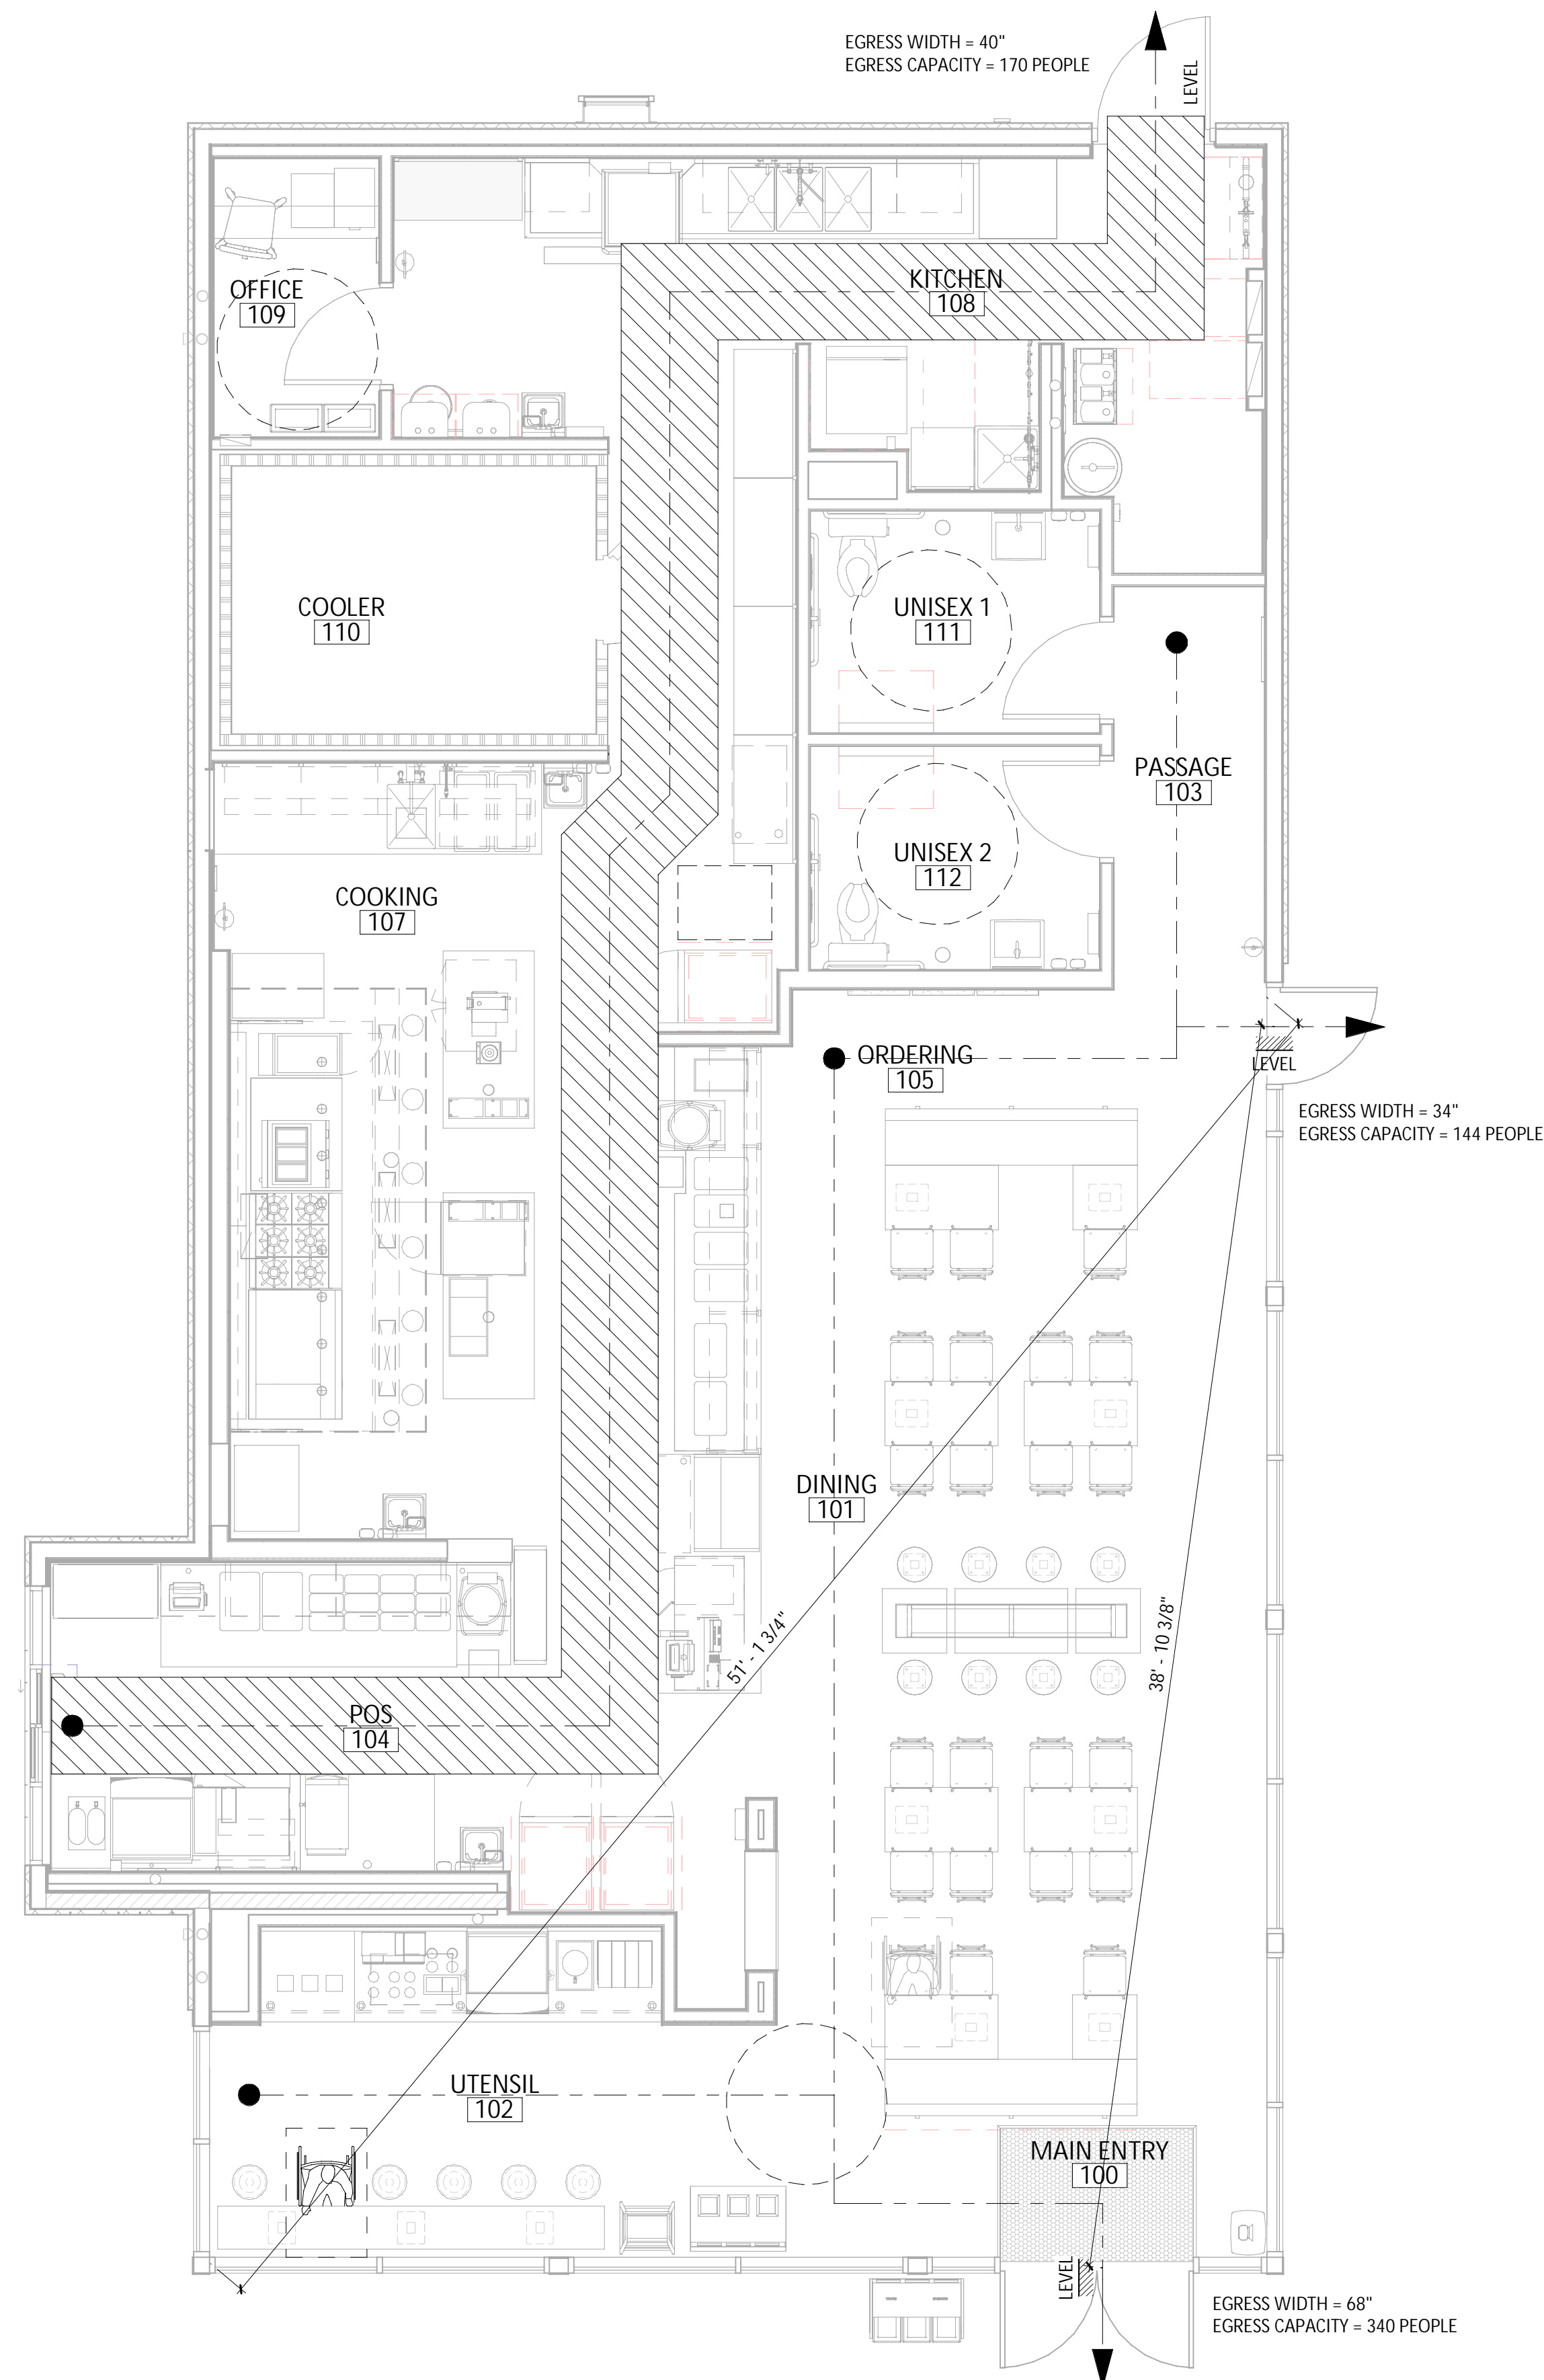 EGRESS WIDTH = 40"
EGRESS CAPACITY = 170 PEOPLE
LEVEL
OFFICE
109
KITCHEN
108
COOLER
110
UNISEX 1
111
PASSAGE
103
UNISEX 2
112
COOKING
107
ORDERING
105
LEVEL
EGRESS WIDTH = 34"
EGRESS CAPACITY = 144 PEOPLE
DINING
101
51' - 1 3/4"
38' - 10 3/8"
POS
104
UTENSIL
102
MAIN ENTRY
100
LEVEL
EGRESS WIDTH = 68"
EGRESS CAPACITY = 340 PEOPLE